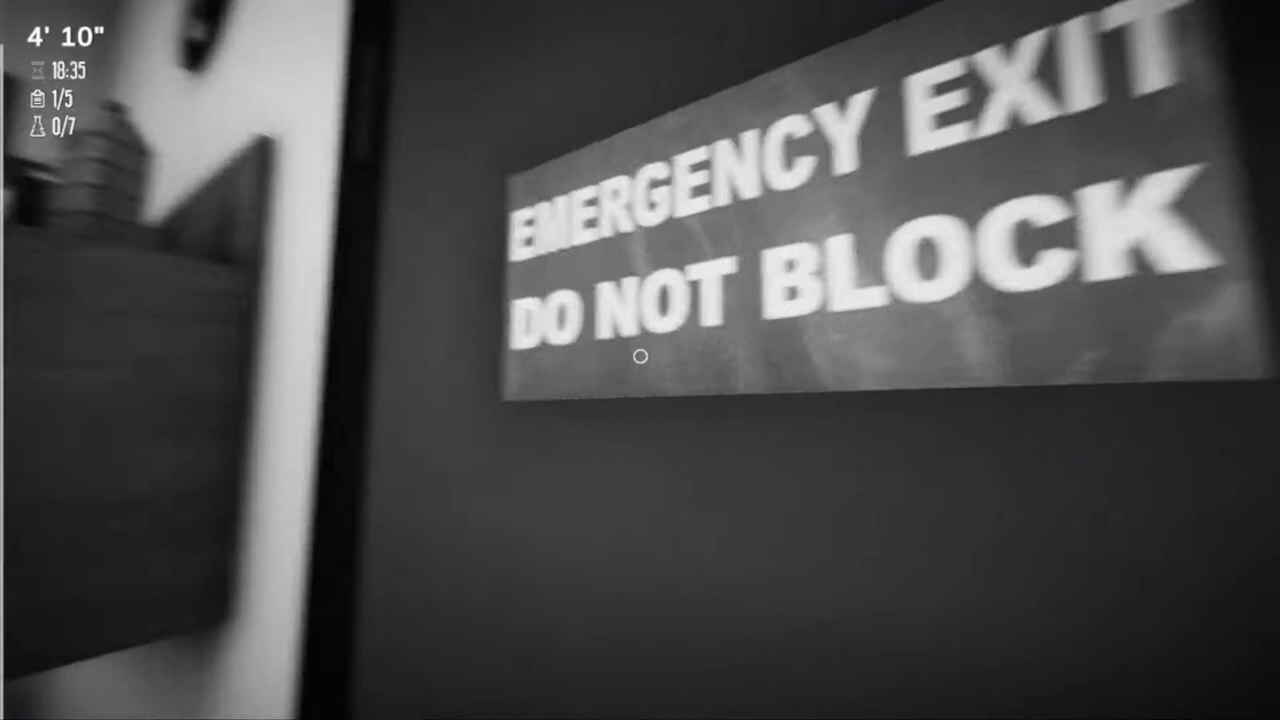 4' 10"
18:35
1/5
0/7
EMERGENCY EXIT
DO NOT BLOCK